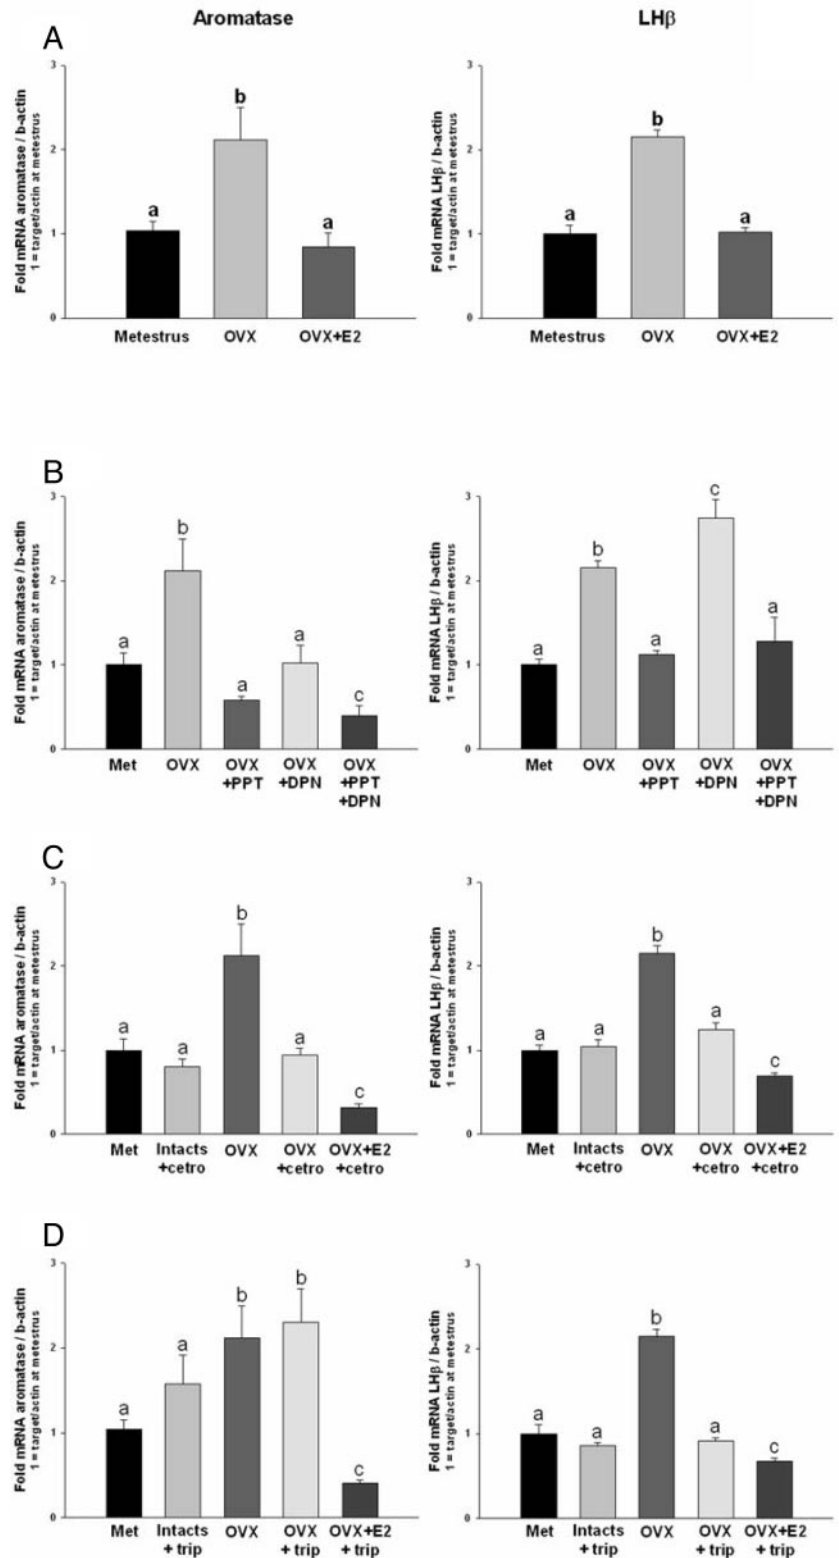 Aromatase
LHβ
A
Fold mRNA aromatase / b-actin
1 = target/actin at metestrus
3
2
1
0
a
b
a
Metestrus
OVX
OVX+E2
Fold mRNA LHβ / b-actin
1 = target/actin at metestrus
3
2
1
0
a
b
a
Metestrus
OVX
OVX+E2
B
Fold mRNA aromatase / b-actin
1 = target/actin at metestrus
3
2
1
0
a
b
a
a
c
Met
OVX
OVX
+PPT
OVX
+DPN
OVX
+PPT
+DPN
Fold mRNA LHβ / b-actin
1 = target/actin at metestrus
3
2
1
0
a
b
a
c
a
Met
OVX
OVX
+PPT
OVX
+DPN
OVX
+PPT
+DPN
C
Fold mRNA aromatase / b-actin
1 = target/actin at metestrus
3
2
1
0
a
a
b
a
c
Met
Intacts
+cetro
OVX
OVX
+cetro
OVX+E2
+cetro
Fold mRNA LHβ / b-actin
1 = target/actin at metestrus
3
2
1
0
a
a
b
a
c
Met
Intacts
+cetro
OVX
OVX
+cetro
OVX+E2
+cetro
D
Fold mRNA aromatase / b-actin
1 = target/actin at metestrus
3
2
1
0
a
a
b
b
c
Met
Intacts
+ trip
OVX
OVX
+ trip
OVX+E2
+ trip
Fold mRNA LHβ / b-actin
1 = target/actin at metestrus
3
2
1
0
a
a
b
a
c
Met
Intacts
+ trip
OVX
OVX
+ trip
OVX+E2
+ trip